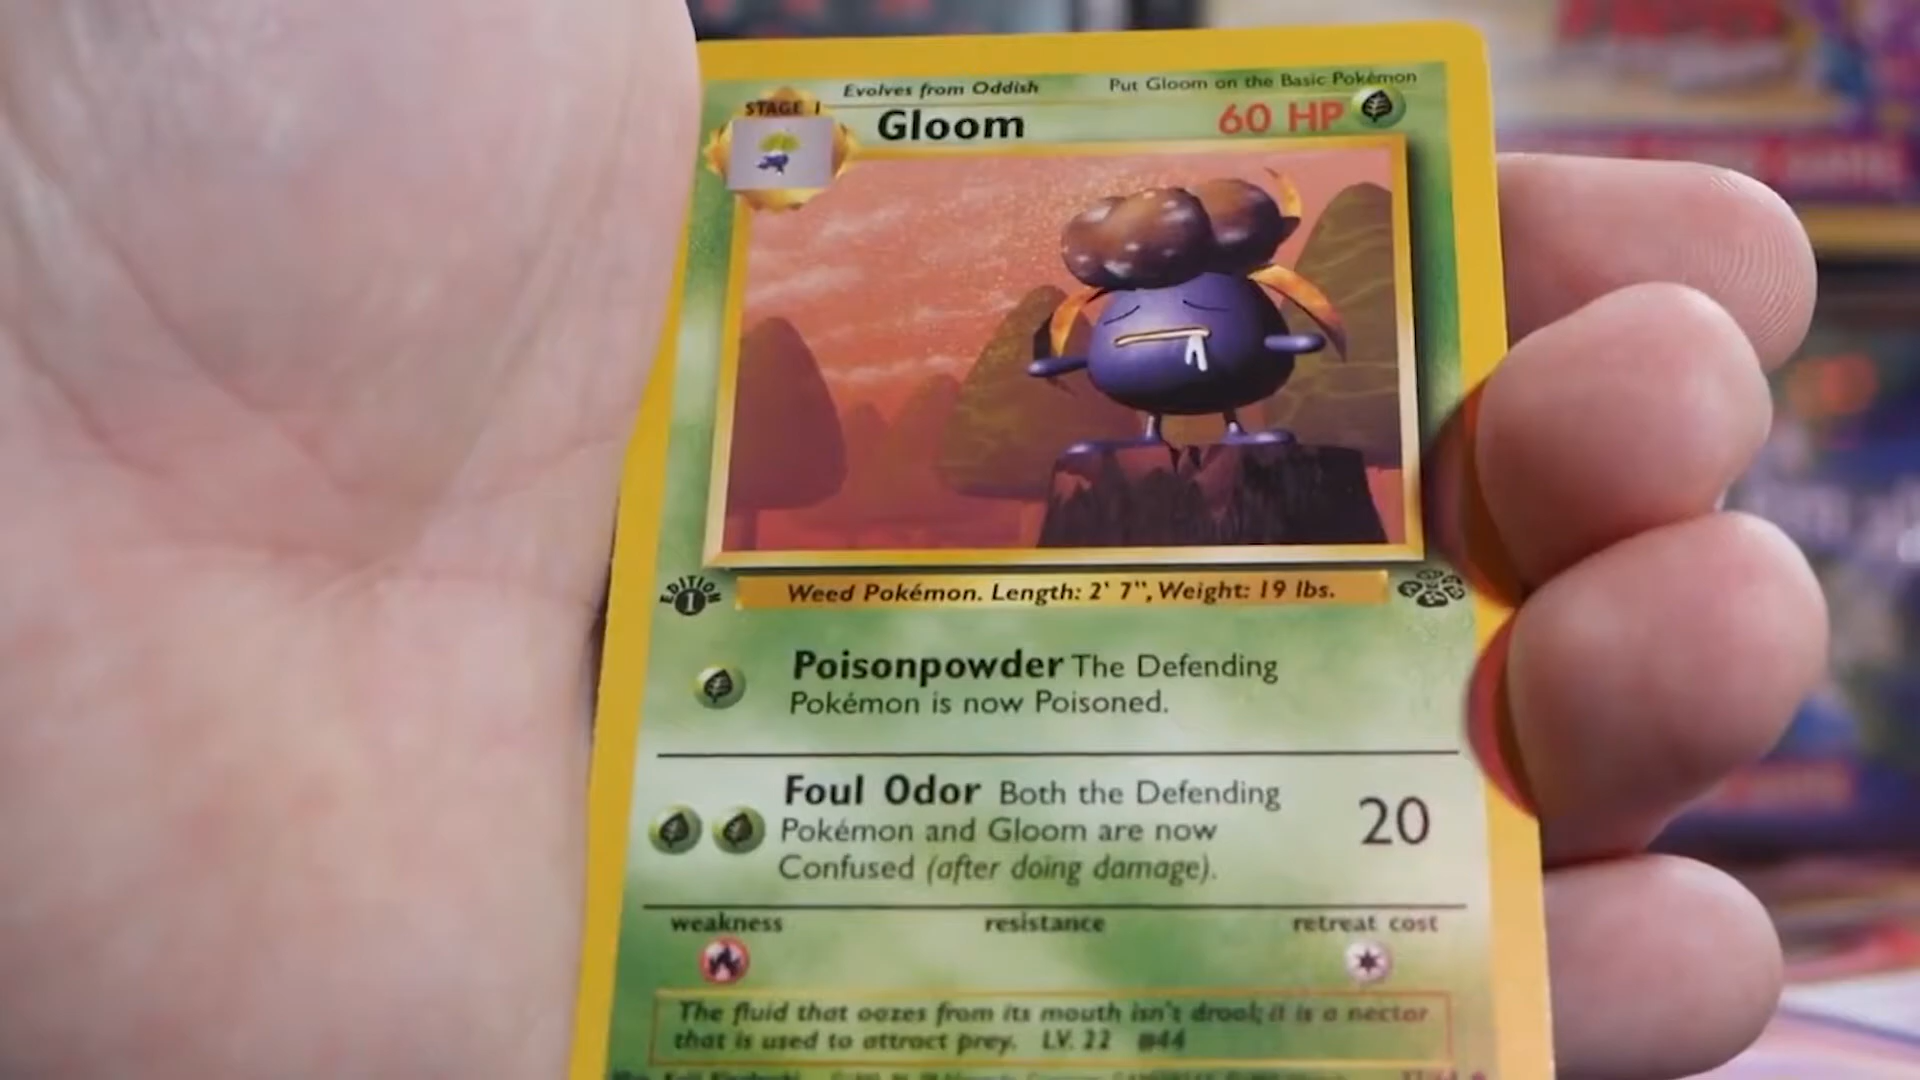 Evolves from Oddish
Put Gloom on the Basic Pokémon
STAGE 1
Gloom
60 HP
EDITION
1
Weed Pokémon. Length: 2' 7", Weight: 19 lbs.
Poisonpowder The Defending
Pokémon is now Poisoned.
Foul Odor Both the Defending
Pokémon and Gloom are now
Confused (after doing damage).
20
weakness
resistance
retreat cost
The fluid that oozes from its mouth isn't drool; it is a nectar
that is used to attract prey. LV. 22 #44